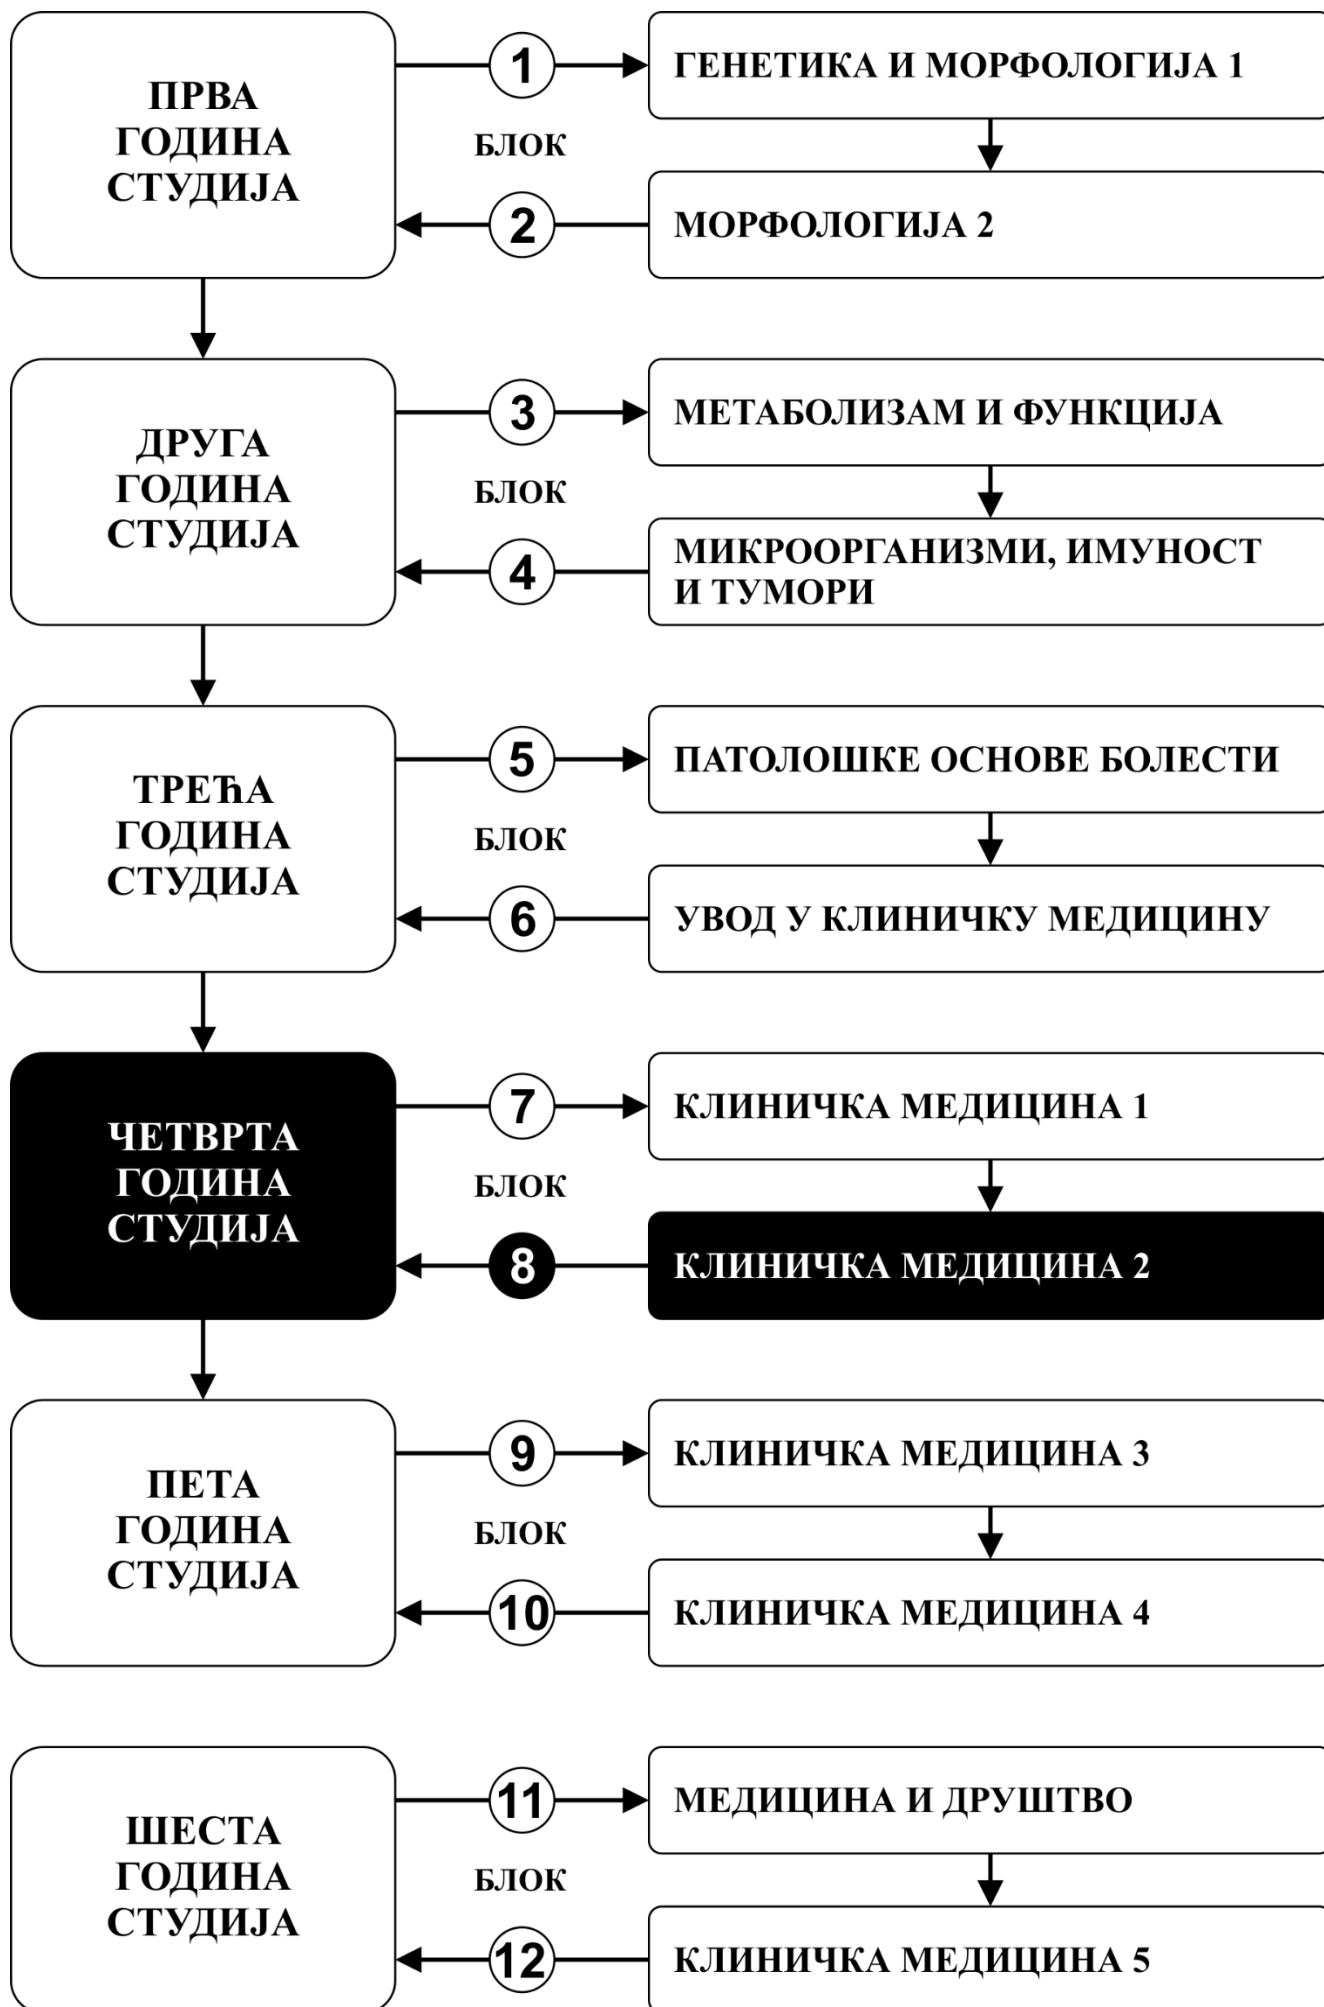 ПРВА
ГОДИНА
СТУДИЈА
1
БЛОК
2
ГЕНЕТИКА И МОРФОЛОГИЈА 1
МОРФОЛОГИЈА 2
ДРУГА
ГОДИНА
СТУДИЈА
3
БЛОК
4
МЕТАБОЛИЗАМ И ФУНКЦИЈА
МИКРООРГАНИЗМИ, ИМУНОСТ
И ТУМОРИ
ТРЕЋА
ГОДИНА
СТУДИЈА
5
БЛОК
6
ПАТОЛОШКЕ ОСНОВЕ БОЛЕСТИ
УВОД У КЛИНИЧКУ МЕДИЦИНУ
ЧЕТВРТА
ГОДИНА
СТУДИЈА
7
БЛОК
8
КЛИНИЧКА МЕДИЦИНА 1
КЛИНИЧКА МЕДИЦИНА 2
ПЕТА
ГОДИНА
СТУДИЈА
9
БЛОК
10
КЛИНИЧКА МЕДИЦИНА 3
КЛИНИЧКА МЕДИЦИНА 4
ШЕСТА
ГОДИНА
СТУДИЈА
11
БЛОК
12
МЕДИЦИНА И ДРУШТВО
КЛИНИЧКА МЕДИЦИНА 5